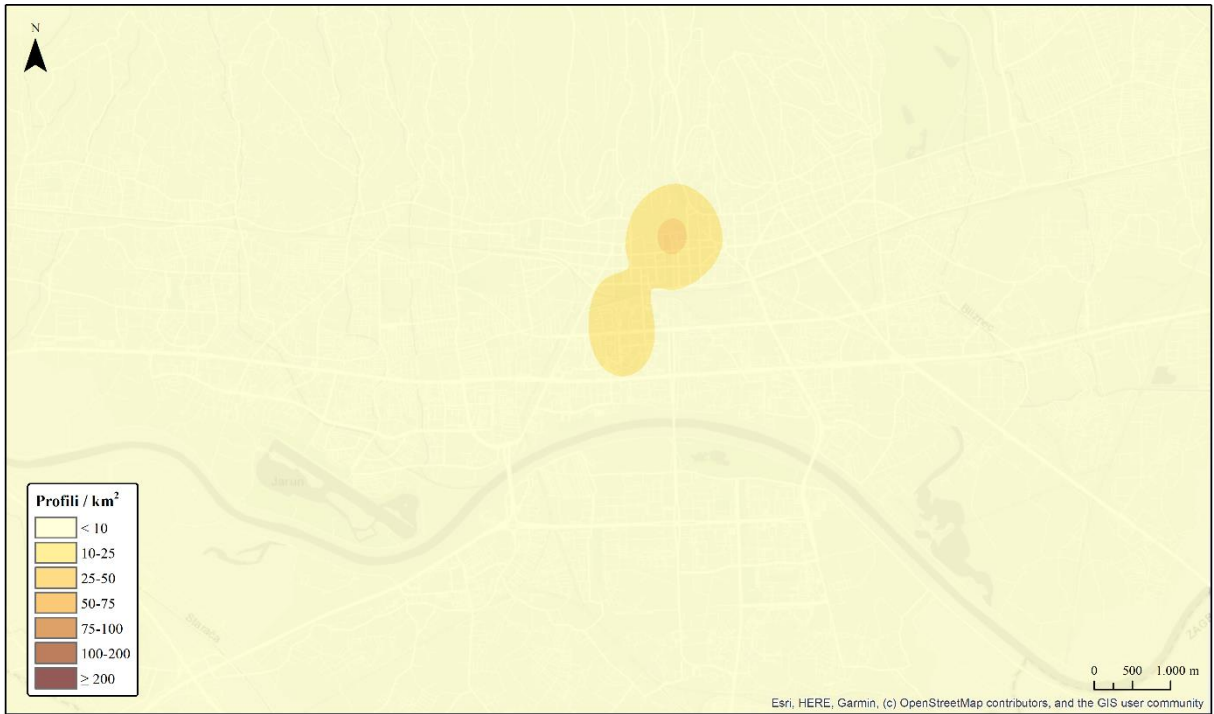 N
Bliznec
Jarun
Profili / km²
< 10
10-25
25-50
50-75
75-100
100-200
≥ 200
0 500 1.000 m
Esri, HERE, Garmin, (c) OpenStreetMap contributors, and the GIS user community